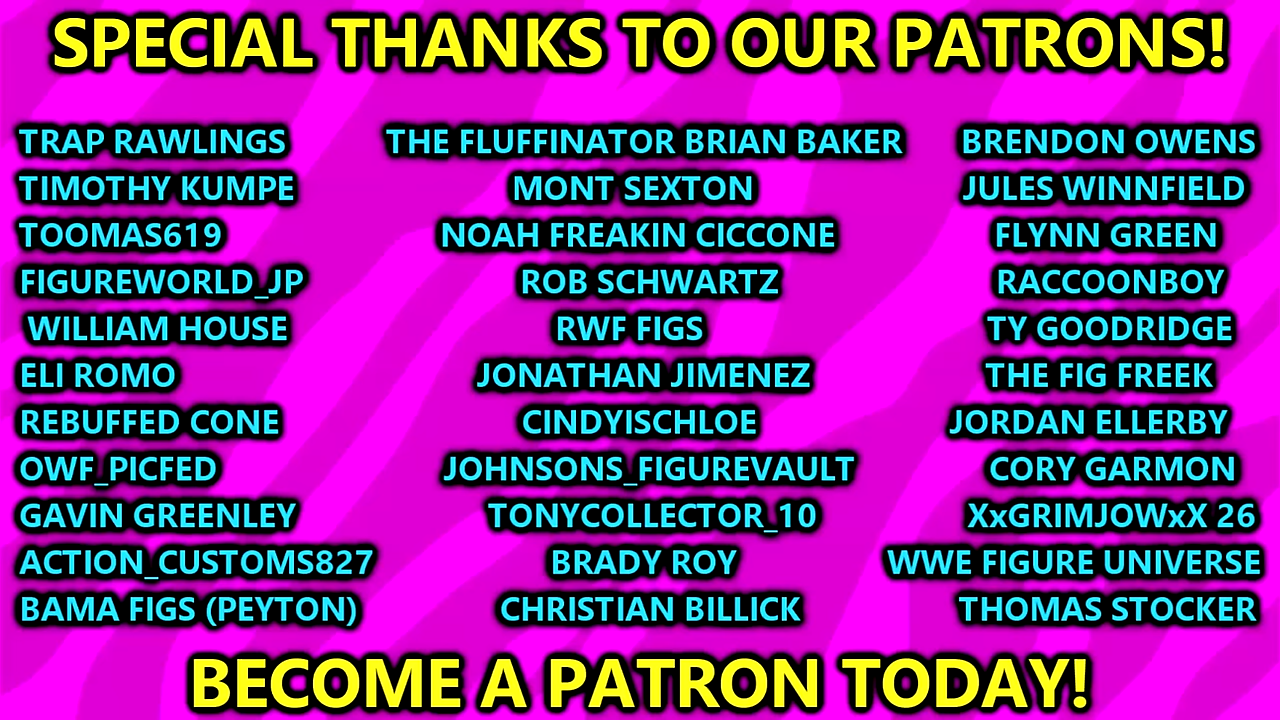 SPECIAL THANKS TO OUR PATRONS!
TRAP RAWLINGS
TIMOTHY KUMPE
TOOMAS619
FIGUREWORLD_JP
WILLIAM HOUSE
ELI ROMO
REBUFFED CONE
OWF_PICFED
GAVIN GREENLEY
ACTION_CUSTOMS827
BAMA FIGS (PEYTON)
THE FLUFFINATOR BRIAN BAKER
MONT SEXTON
NOAH FREAKIN CICCONE
ROB SCHWARTZ
RWF FIGS
JONATHAN JIMENEZ
CINDYISCHLOE
JOHNSONS_FIGUREVAULT
TONYCOLLECTOR_10
BRADY ROY
CHRISTIAN BILLICK
BRENDON OWENS
JULES WINNFIELD
FLYNN GREEN
RACCOONBOY
TY GOODRIDGE
THE FIG FREEK
JORDAN ELLERBY
CORY GARMON
XxGRIMJOWxX 26
WWE FIGURE UNIVERSE
THOMAS STOCKER
BECOME A PATRON TODAY!